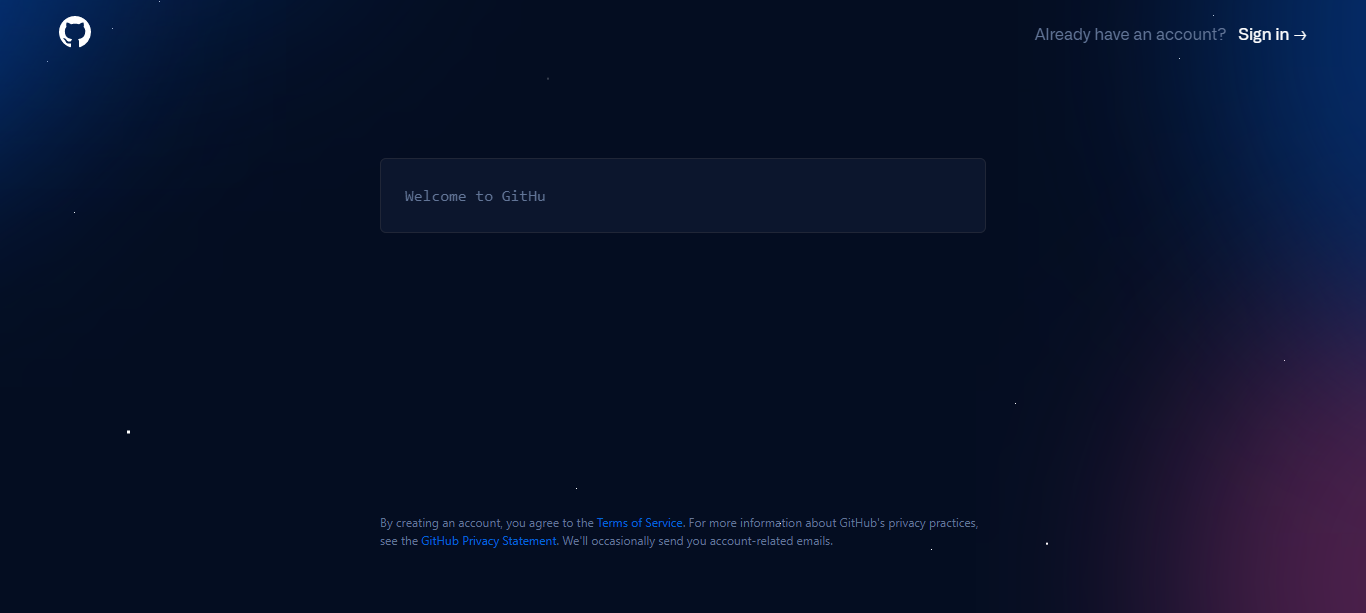 Already have an account? Sign in →
Welcome to GitHu
By creating an account, you agree to the Terms of Service. For more information about GitHub's privacy practices,
see the GitHub Privacy Statement. We'll occasionally send you account-related emails.